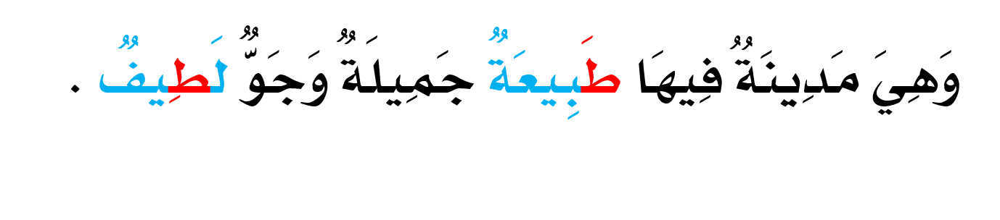 وَهِيَ مَدِينَةٌ فِيهَا طَبِيعَةٌ جَمِيلَةٌ وَجَوٌّ لَطِيفٌ .